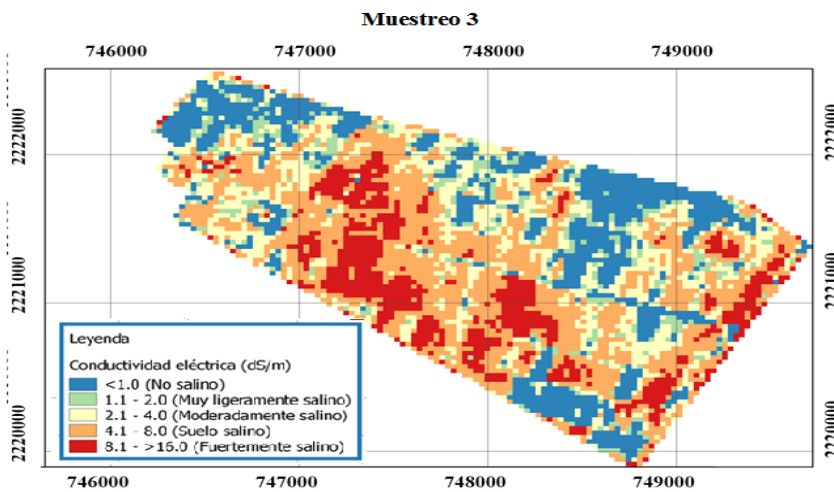 Muestreo 3
746000 747000 748000 749000
2222000 2222000
2221000 2221000
2220000 2220000
Leyenda
Conductividad eléctrica (dS/m)
<1.0 (No salino)
1.1 - 2.0 (Muy ligeramente salino)
2.1 - 4.0 (Moderadamente salino)
4.1 - 8.0 (Suelo salino)
8.1 - >16.0 (Fuertemente salino)
746000 747000 748000 749000